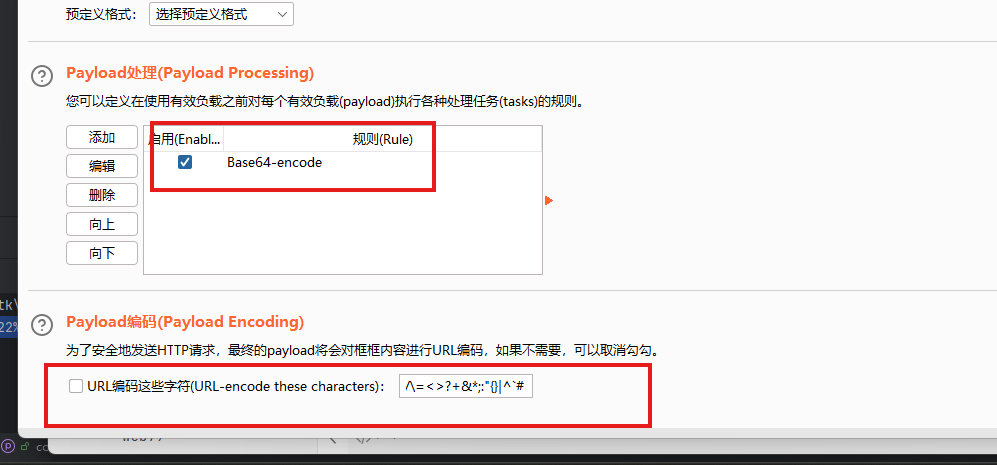 预定义格式： 选择预定义格式
Payload处理(Payload Processing)
您可以定义在使用有效负载之前对每个有效负载(payload)执行各种处理任务(tasks)的规则。
添加
启用(Enabl... 规则(Rule)
Base64-encode
编辑
删除
向上
向下
Payload编码(Payload Encoding)
为了安全地发送HTTP请求，最终的payload将会对框框内容进行URL编码，如果不需要，可以取消勾勾。
URL编码这些字符(URL-encode these characters)： /\=<>?+&*;:"{}|^`#
tk\
22%